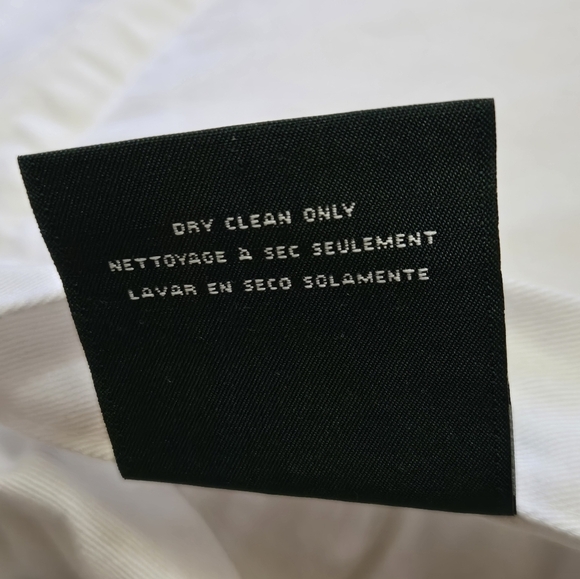 DRY CLEAN ONLY
NETTOYAGE À SEC SEULEMENT
LAVAR EN SECO SOLAMENTE